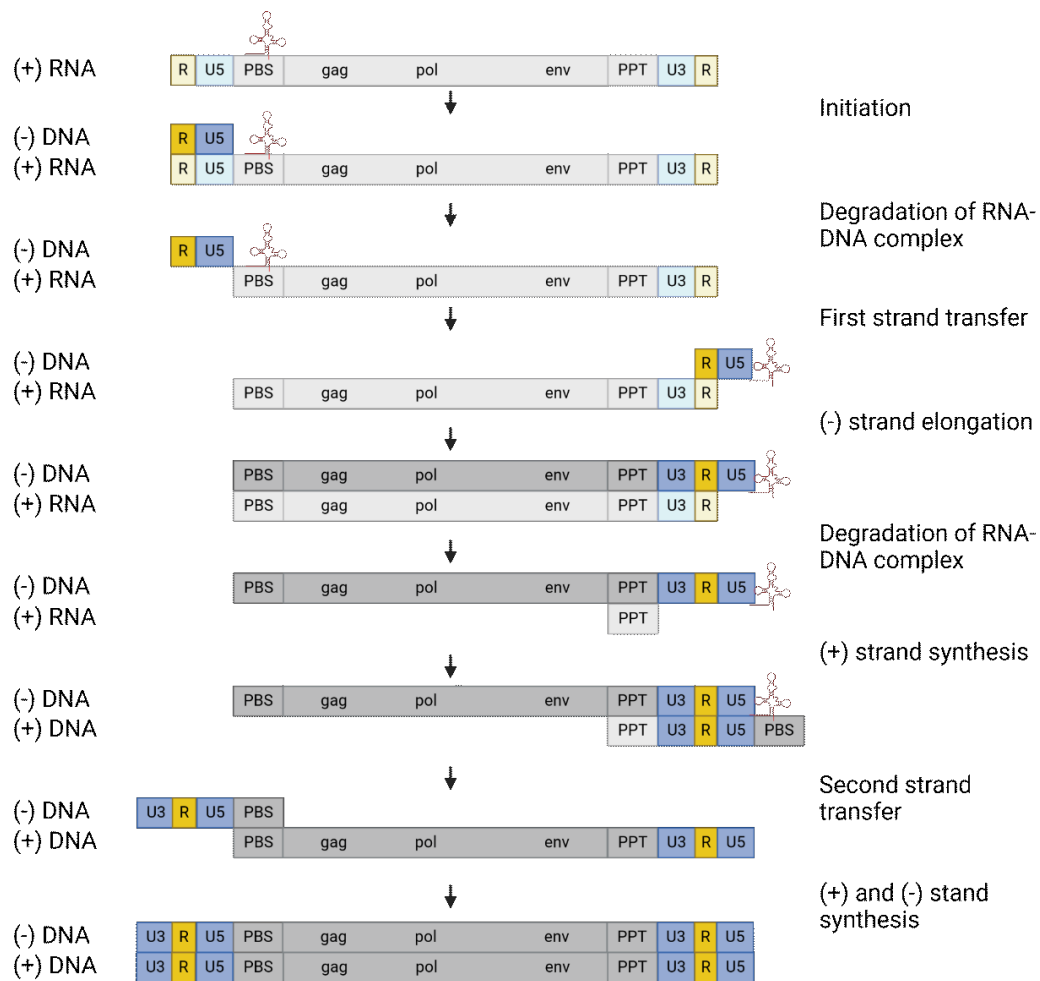 (+) RNA R U5 PBS gag pol env PPT U3 R
Initiation
(-) DNA R U5
(+) RNA R U5 PBS gag pol env PPT U3 R
Degradation of RNA-
DNA complex
(-) DNA R U5
(+) RNA PBS gag pol env PPT U3 R
First strand transfer
(-) DNA R U5
(+) RNA PBS gag pol env PPT U3 R
(-) strand elongation
(-) DNA PBS gag pol env PPT U3 R U5
(+) RNA PBS gag pol env PPT U3 R
Degradation of RNA-
DNA complex
(-) DNA PBS gag pol env PPT U3 R U5
(+) RNA PPT
(+) strand synthesis
(-) DNA PBS gag pol env PPT U3 R U5
(+) DNA PPT U3 R U5 PBS
Second strand
transfer
(-) DNA U3 R U5 PBS
(+) DNA PBS gag pol env PPT U3 R U5
(+) and (-) stand
synthesis
(-) DNA U3 R U5 PBS gag pol env PPT U3 R U5
(+) DNA U3 R U5 PBS gag pol env PPT U3 R U5